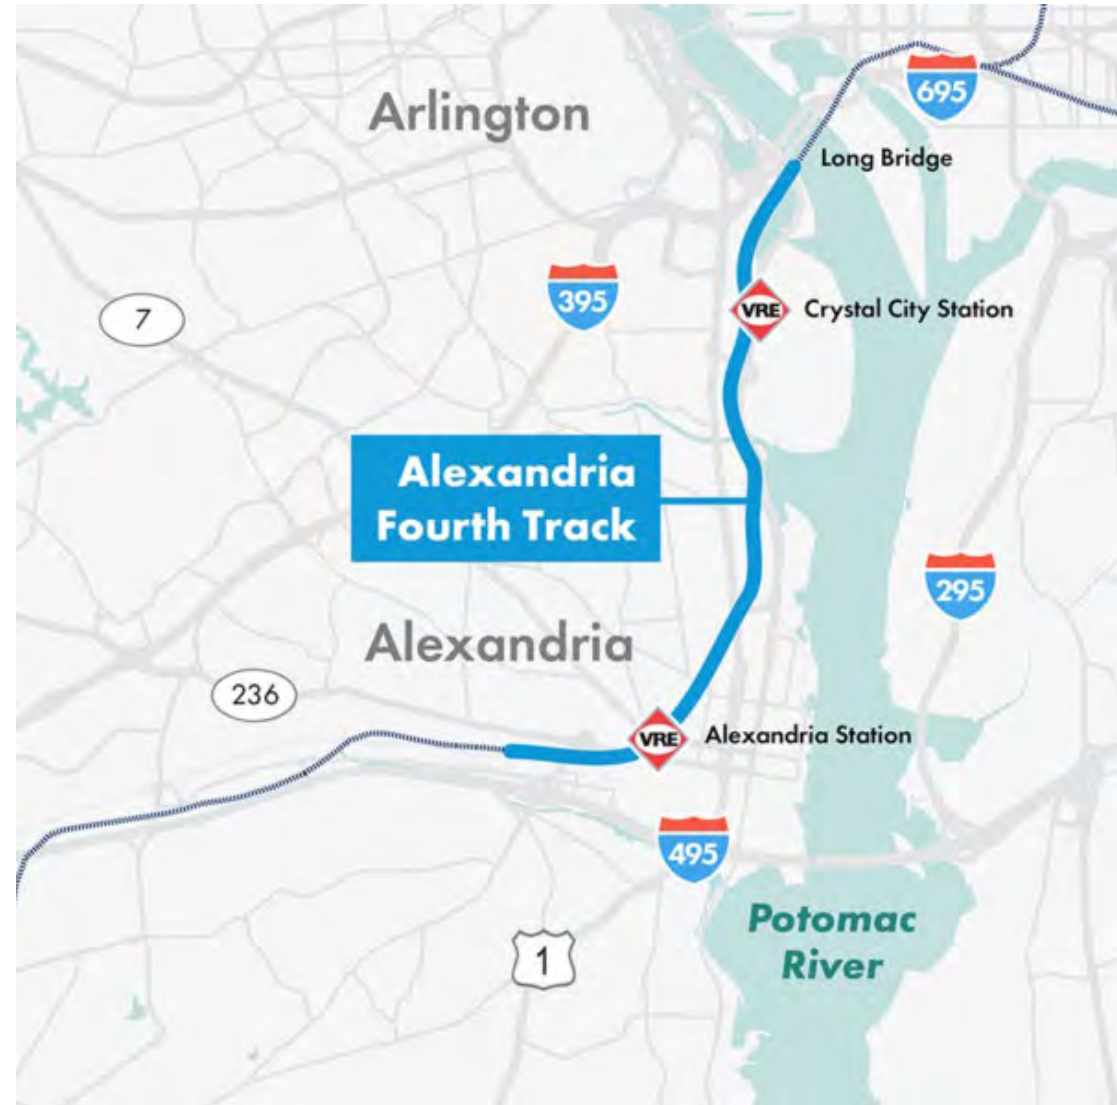 695
Arlington
Long Bridge
395
VRE
Crystal City Station
7
Alexandria
Fourth Track
295
Alexandria
236
VRE
Alexandria Station
495
Potomac
River
1